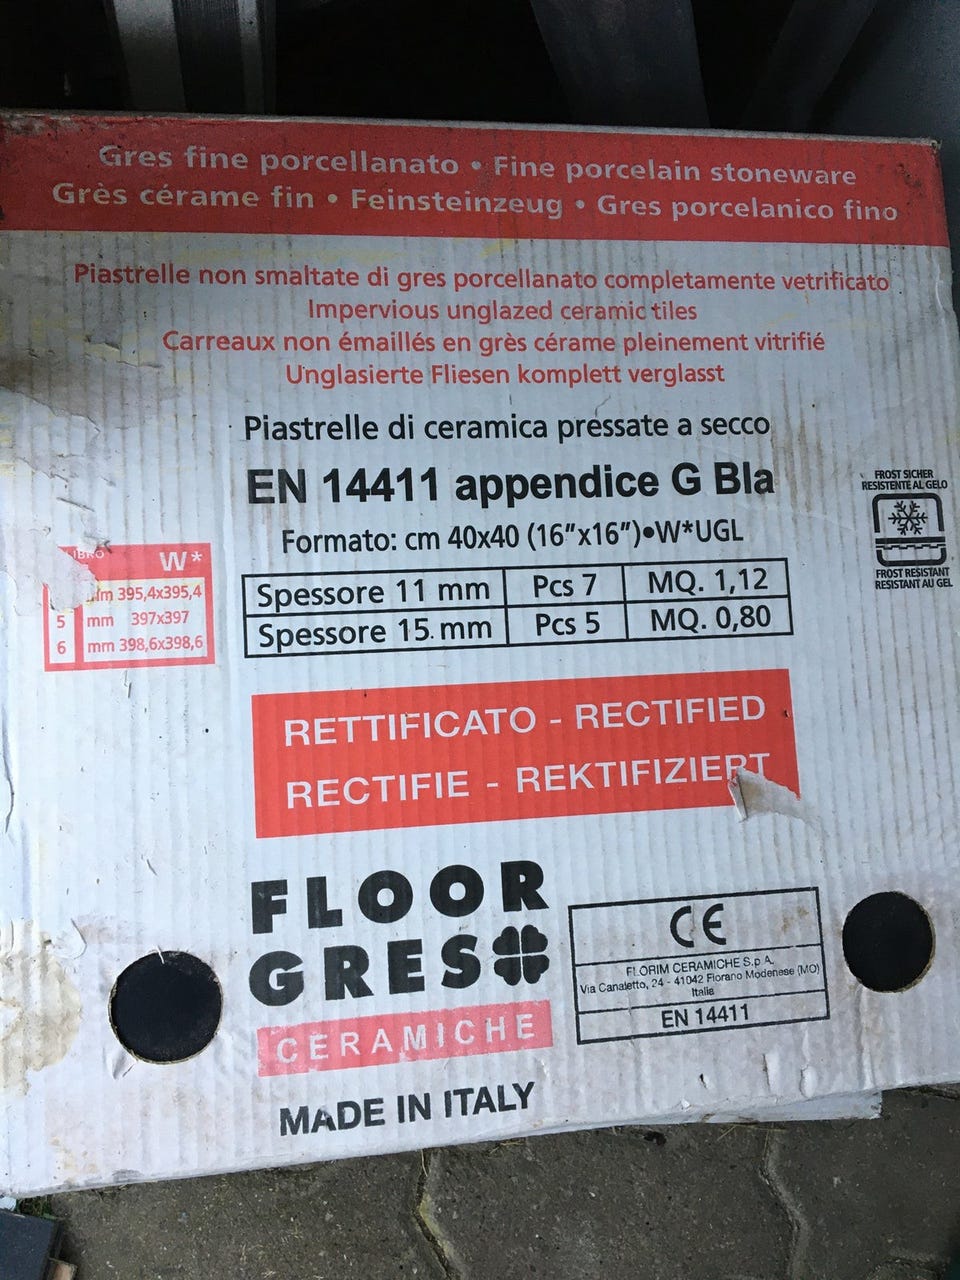 Gres fine porcellanato • Fine porcelain stoneware
Grès cérame fin • Feinsteinzeug • Gres porcelanico fino
Piastrelle non smaltate di gres porcellanato completamente vetrificato
Impervious unglazed ceramic tiles
Carreaux non émaillés en grès cérame pleinement vitrifié
Unglasierte Fliesen komplett verglasst
Piastrelle di ceramica pressate a secco
EN 14411 appendice G Bla
Formato: cm 40x40 (16”x16”)•W*UGL
FROST SICHER
RESISTENTE AL GELO
FROST RESISTANT
RESISTANT AU GEL
W*
mm 395,4x395,4
5 mm 397x397
6 mm 398,6x398,6
Spessore 11 mm Pcs 7 MQ. 1,12
Spessore 15 mm Pcs 5 MQ. 0,80
RETTIFICATO - RECTIFIED
RECTIFIE - REKTIFIZIERT
FLOOR
GRES
CERAMICHE
MADE IN ITALY
CE
FLORIM CERAMICHE S.p.A.
Via Canaletto, 24 - 41042 Fiorano Modenese (MO)
Italia
EN 14411